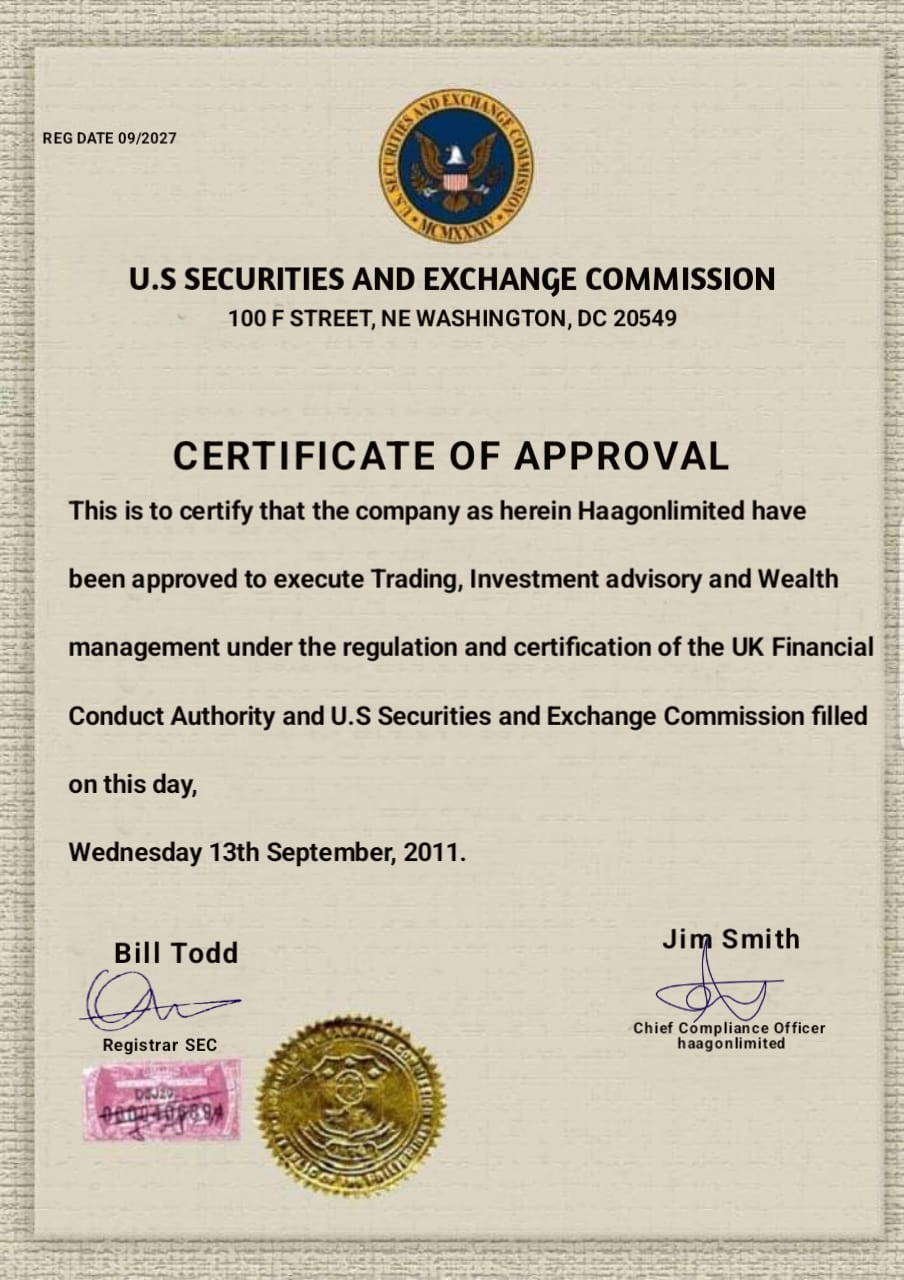 REG DATE 09/2027
U.S. SECURITIES AND EXCHANGE COMMISSION
MCMXXXIV
U.S SECURITIES AND EXCHANGE COMMISSION
100 F STREET, NE WASHINGTON, DC 20549
CERTIFICATE OF APPROVAL
This is to certify that the company as herein Haagonlimited have
been approved to execute Trading, Investment advisory and Wealth
management under the regulation and certification of the UK Financial
Conduct Authority and U.S Securities and Exchange Commission filled
on this day,
Wednesday 13th September, 2011.
Bill Todd
Registrar SEC
Jim Smith
Chief Compliance Officer
haagonlimited